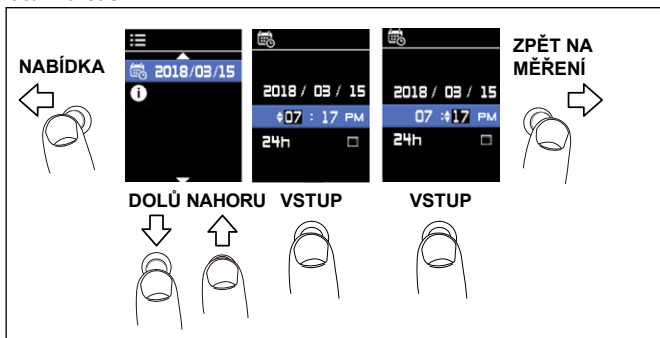 NABÍDKA
2018/03/15
2018 / 03 / 15
07 : 17 PM
24h
2018 / 03 / 15
07 : 17 PM
24h
ZPĚT NA
MĚŘENÍ
DOLŮ NAHORU VSTUP VSTUP